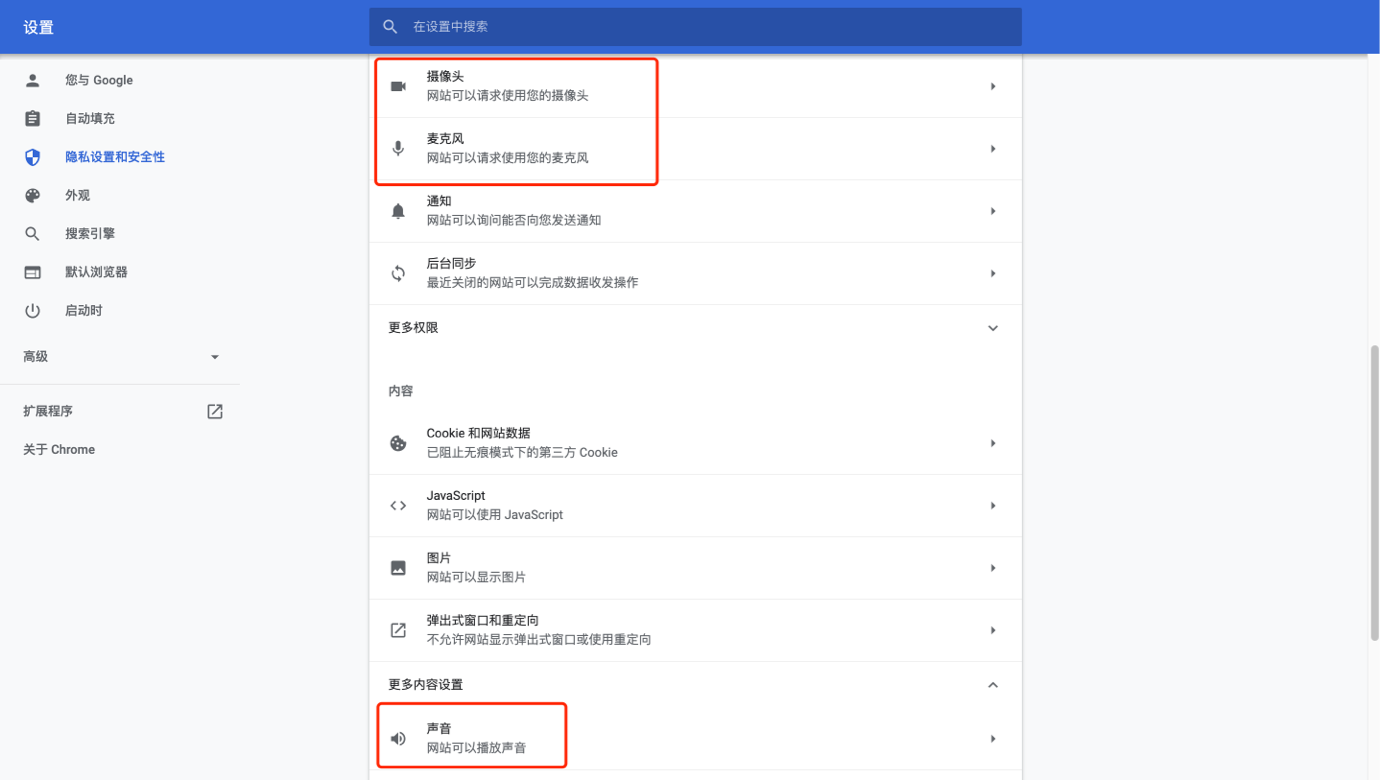 设置
在设置中搜索
您与 Google
自动填充
隐私设置和安全性
外观
搜索引擎
默认浏览器
启动时
高级
扩展程序
关于 Chrome
摄像头
网站可以请求使用您的摄像头
麦克风
网站可以请求使用您的麦克风
通知
网站可以询问能否向您发送通知
后台同步
最近关闭的网站可以完成数据收发操作
更多权限
内容
Cookie 和网站数据
已阻止无痕模式下的第三方 Cookie
JavaScript
网站可以使用 JavaScript
图片
网站可以显示图片
弹出式窗口和重定向
不允许网站显示弹出式窗口或使用重定向
更多内容设置
声音
网站可以播放声音